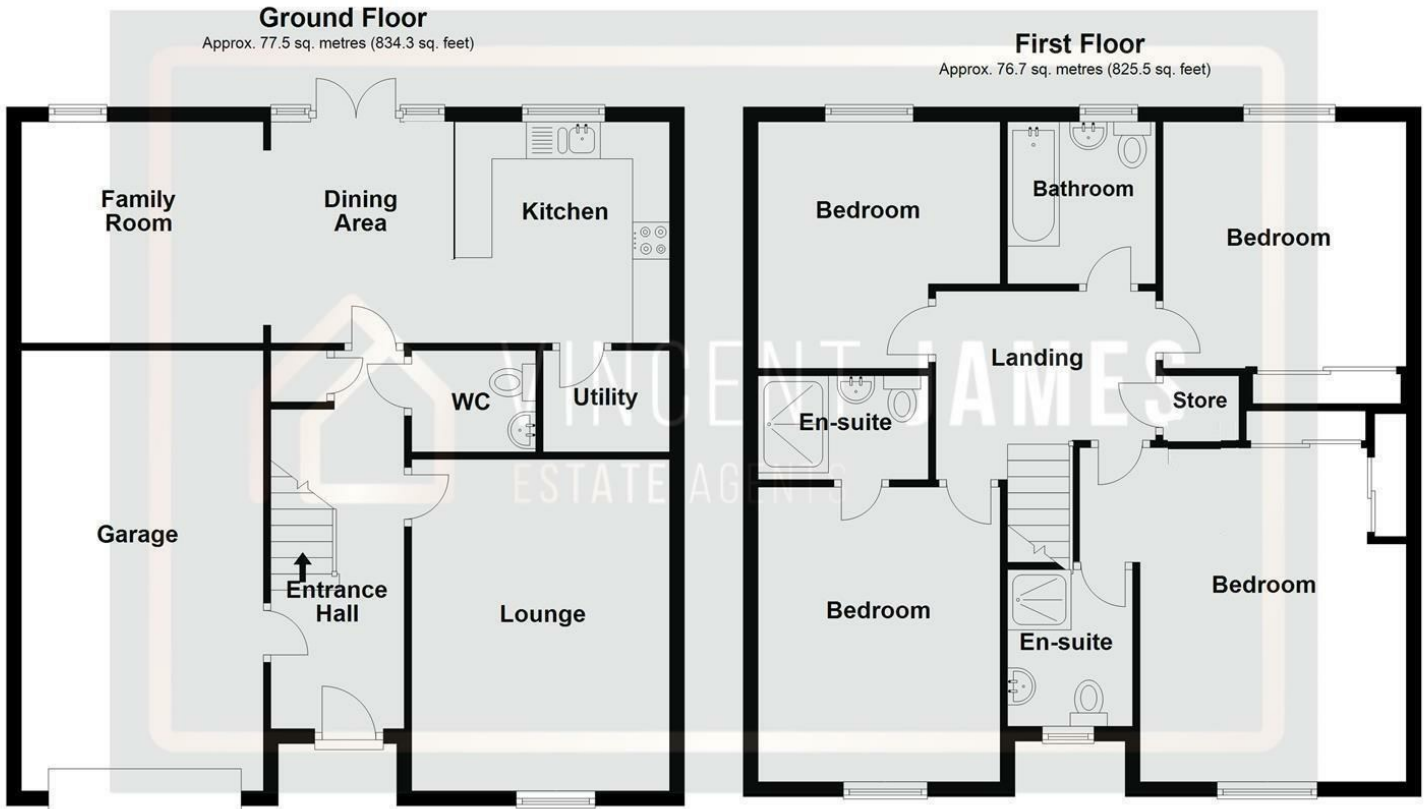 Ground Floor
Approx. 77.5 sq. metres (834.3 sq. feet)
Family
Room
Dining
Area
Kitchen
WC
Utility
Garage
Entrance
Hall
Lounge
First Floor
Approx. 76.7 sq. metres (825.5 sq. feet)
Bedroom
Bathroom
Bedroom
Landing
Store
En-suite
Bedroom
En-suite
Bedroom
VINCENT JAMES
ESTATE AGENTS